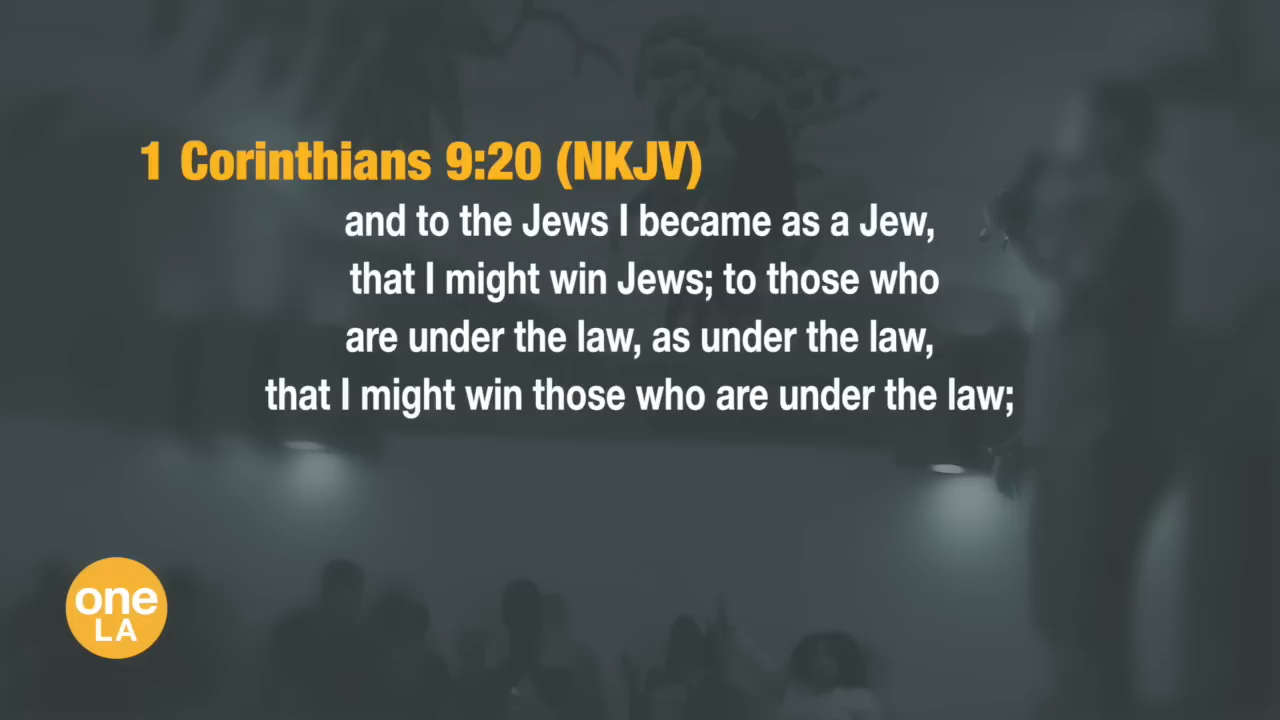 1 Corinthians 9:20 (NKJV)
and to the Jews I became as a Jew,
that I might win Jews; to those who
are under the law, as under the law,
that I might win those who are under the law;
one
LA